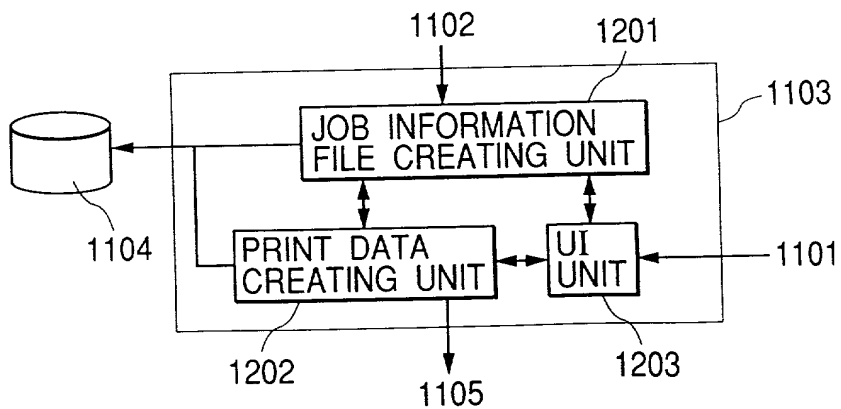 1102
1201
1103
JOB INFORMATION
FILE CREATING UNIT
1104
PRINT DATA
CREATING UNIT
UI
UNIT
1101
1202
1105
1203